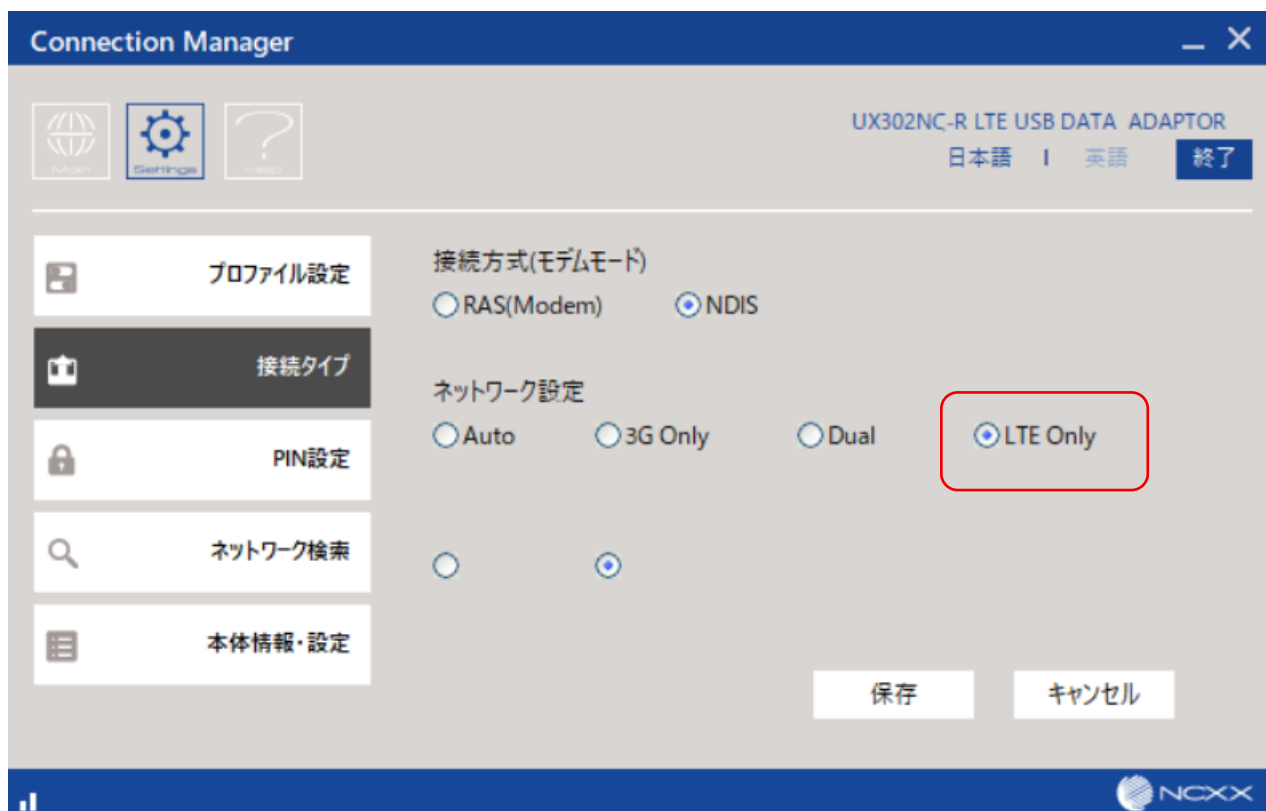 Connection Manager
Main
Settings
Help
UX302NC-R LTE USB DATA ADAPTOR
日本語 | 英語 終了
プロファイル設定
接続タイプ
PIN設定
ネットワーク検索
本体情報・設定
接続方式(モデムモード)
RAS(Modem) NDIS
ネットワーク設定
Auto 3G Only Dual LTE Only
保存 キャンセル
NCXX